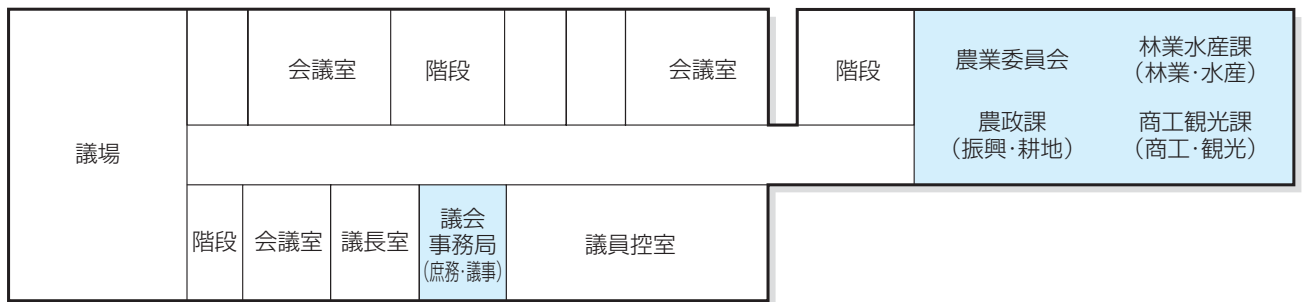 議場
会議室
階段
会議室
階段
農業委員会
林業水産課
（林業・水産）
農政課
（振興・耕地）
商工観光課
（商工・観光）
階段
会議室
議長室
議会
事務局
（庶務・議事）
議員控室